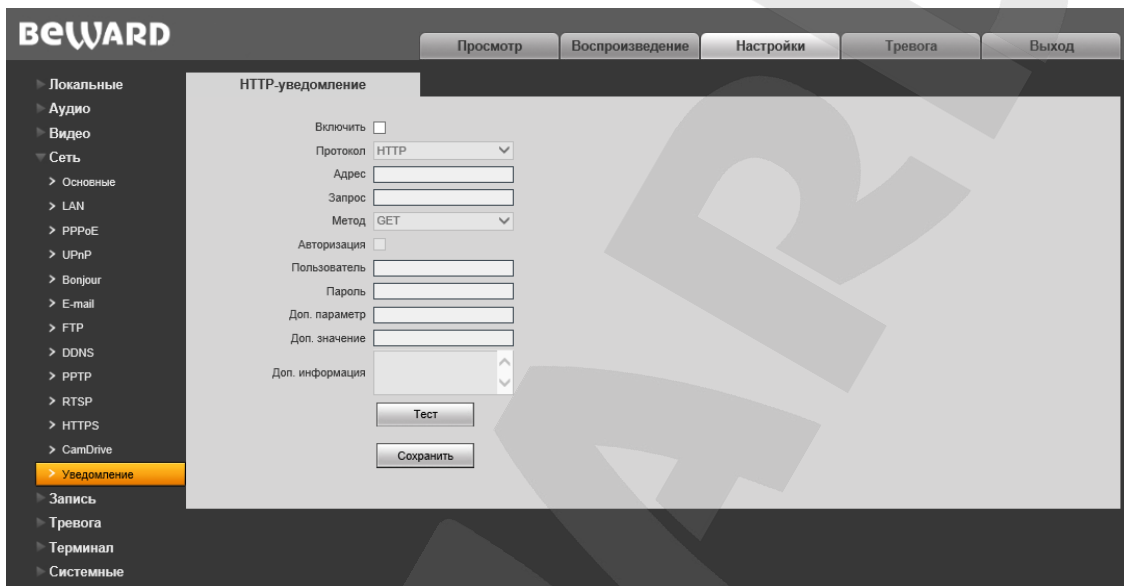 BEWARD
Просмотр
Воспроизведение
Настройки
Тревога
Выход
Локальные
Аудио
Видео
Сеть
Основные
LAN
PPPoE
UPnP
Bonjour
E-mail
FTP
DDNS
PPTP
RTSP
HTTPS
CamDrive
Уведомление
Запись
Тревога
Терминал
Системные
HTTP-уведомление
Включить
Протокол HTTP
Адрес
Запрос
Метод GET
Авторизация
Пользователь
Пароль
Доп. параметр
Доп. значение
Доп. информация
Тест
Сохранить